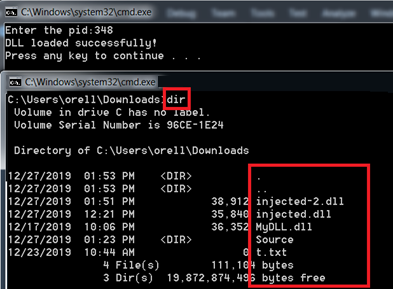 C:\Windows\system32\cmd.exe
Enter the pid:348
DLL loaded successfully!
Press any key to continue . . .
C:\Windows\system32\cmd.exe
C:\Users\orell\Downloads>dir
Volume in drive C has no label.
Volume Serial Number is 96CE-1E24
Directory of C:\Users\orell\Downloads
12/27/2019 01:53 PM <DIR> .
12/27/2019 01:53 PM <DIR> ..
12/27/2019 01:51 PM 38,912 injected-2.dll
12/27/2019 12:21 PM 35,840 injected.dll
12/17/2019 10:06 PM 36,352 MyDLL.dll
12/27/2019 01:23 PM <DIR> Source
12/23/2019 10:44 AM 0 t.txt
4 File(s) 111,104 bytes
3 Dir(s) 19,872,874,496 bytes free